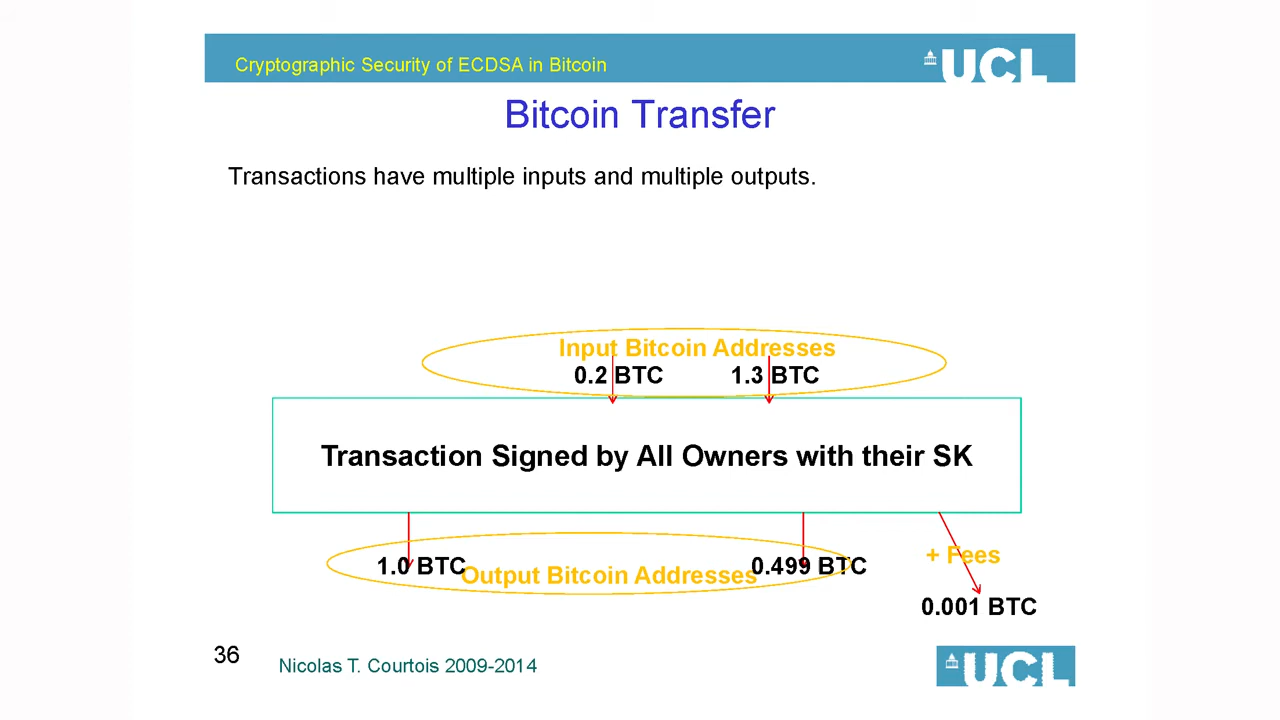 Cryptographic Security of ECDSA in Bitcoin
UCL
Bitcoin Transfer
Transactions have multiple inputs and multiple outputs.
Input Bitcoin Addresses
0.2 BTC 1.3 BTC
Transaction Signed by All Owners with their SK
+ Fees
1.0 BTC Output Bitcoin Addresses 0.499 BTC
0.001 BTC
36
Nicolas T. Courtois 2009-2014
UCL